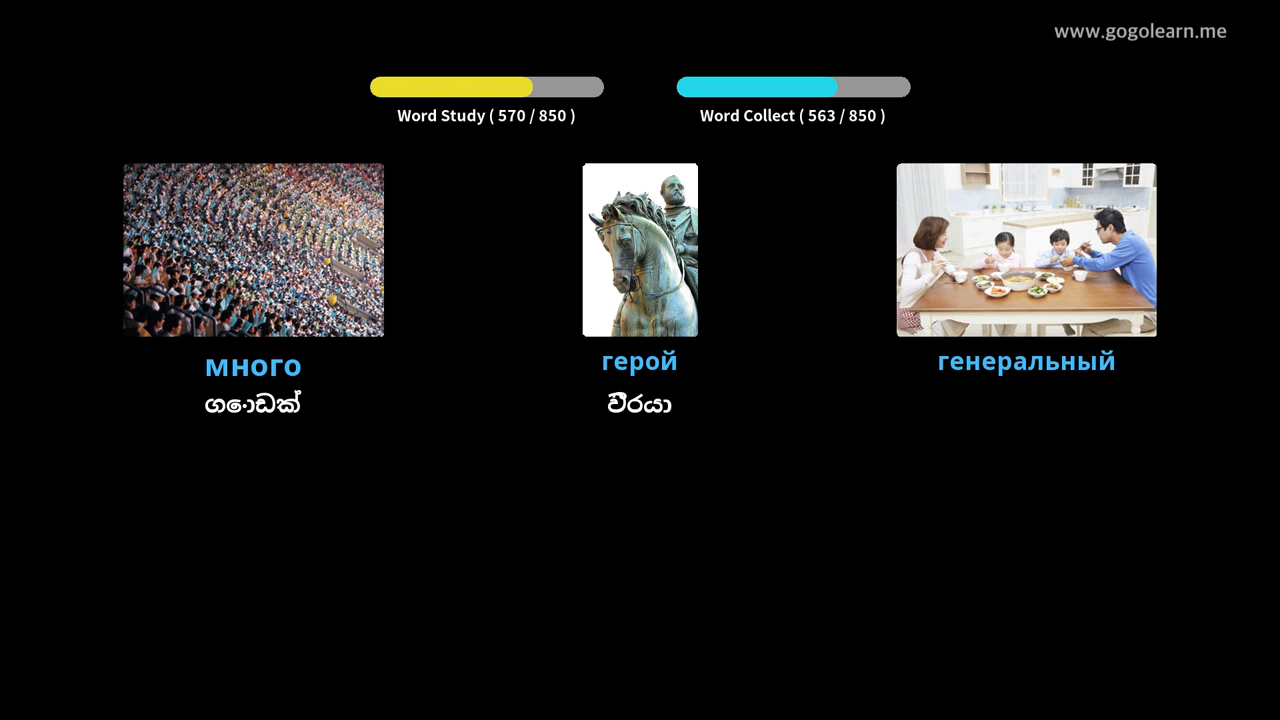 www.gogolearn.me
Word Study ( 570 / 850 )
Word Collect ( 563 / 850 )
много
герой
генеральный
ගොඩක්
වීරයා